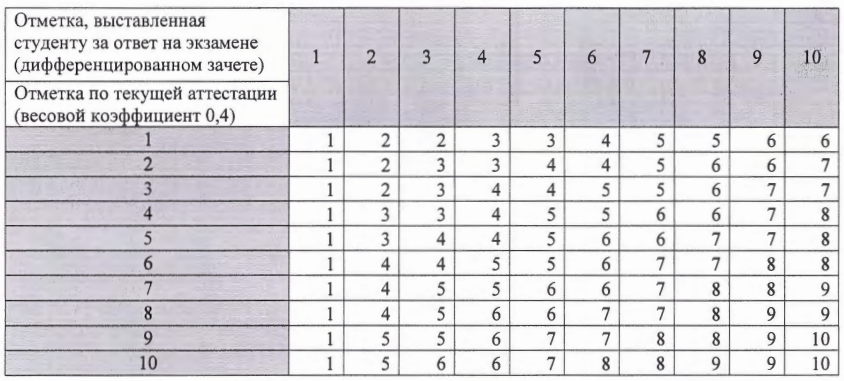 Отметка, выставленная
студенту за ответ на экзамене
(дифференцированном зачете)
1 2 3 4 5 6 7 8 9 10
Отметка по текущей аттестации
(весовой коэффициент 0,4)
1 1 2 2 3 3 4 5 5 6 6
2 1 2 3 3 4 4 5 6 6 7
3 1 2 3 4 4 5 5 6 7 7
4 1 3 3 4 5 5 6 6 7 8
5 1 3 4 4 5 6 6 7 7 8
6 1 4 4 5 5 6 7 7 8 8
7 1 4 5 5 6 6 7 8 8 9
8 1 4 5 6 6 7 7 8 9 9
9 1 5 5 6 7 7 8 8 9 10
10 1 5 6 6 7 8 8 9 9 10